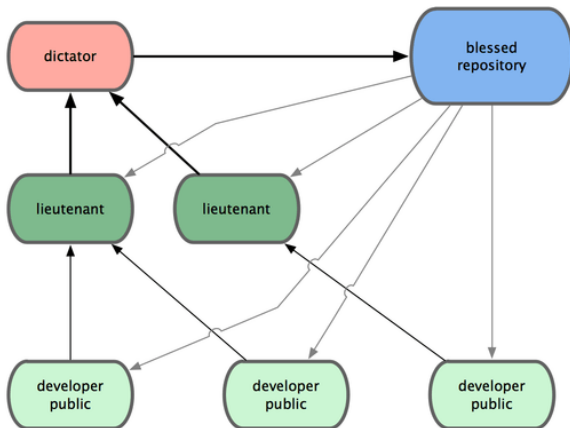 dictator
blessed
repository
lieutenant
lieutenant
developer
public
developer
public
developer
public